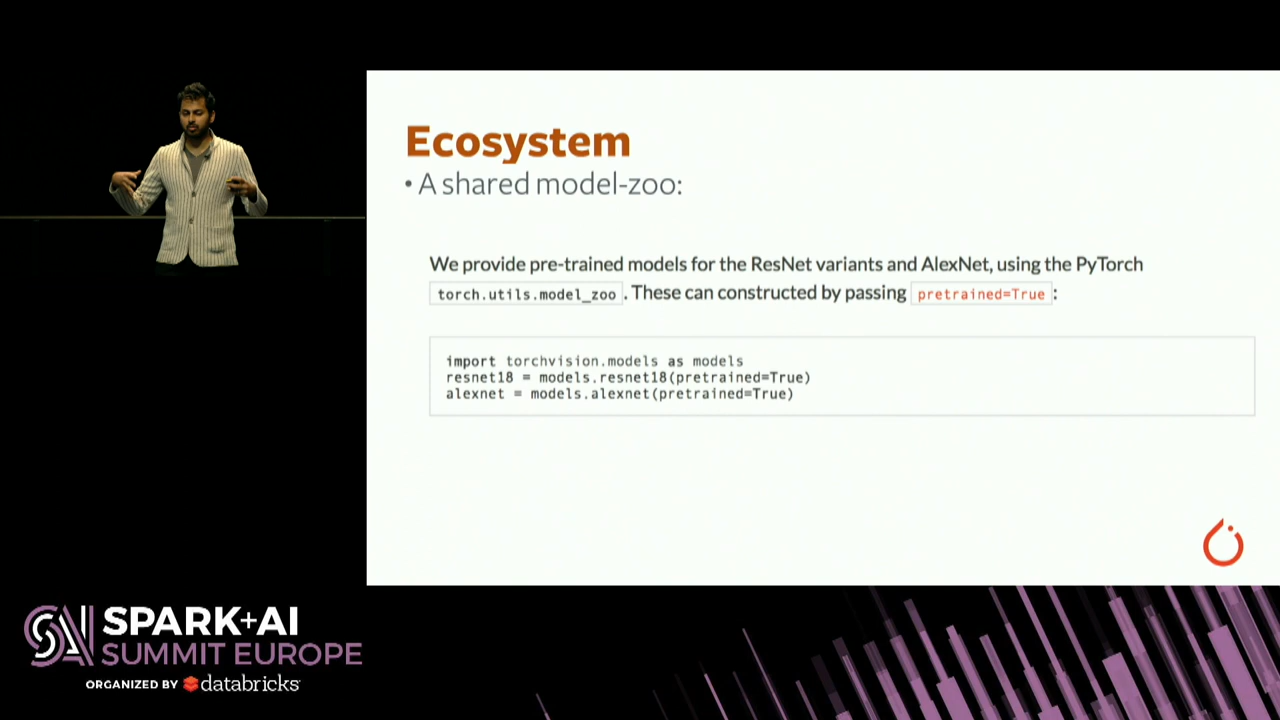 Ecosystem
• A shared model-zoo:
We provide pre-trained models for the ResNet variants and AlexNet, using the PyTorch
torch.utils.model_zoo . These can constructed by passing pretrained=True :
import torchvision.models as models
resnet18 = models.resnet18(pretrained=True)
alexnet = models.alexnet(pretrained=True)
SPARK+AI
SUMMIT EUROPE
ORGANIZED BY databricks